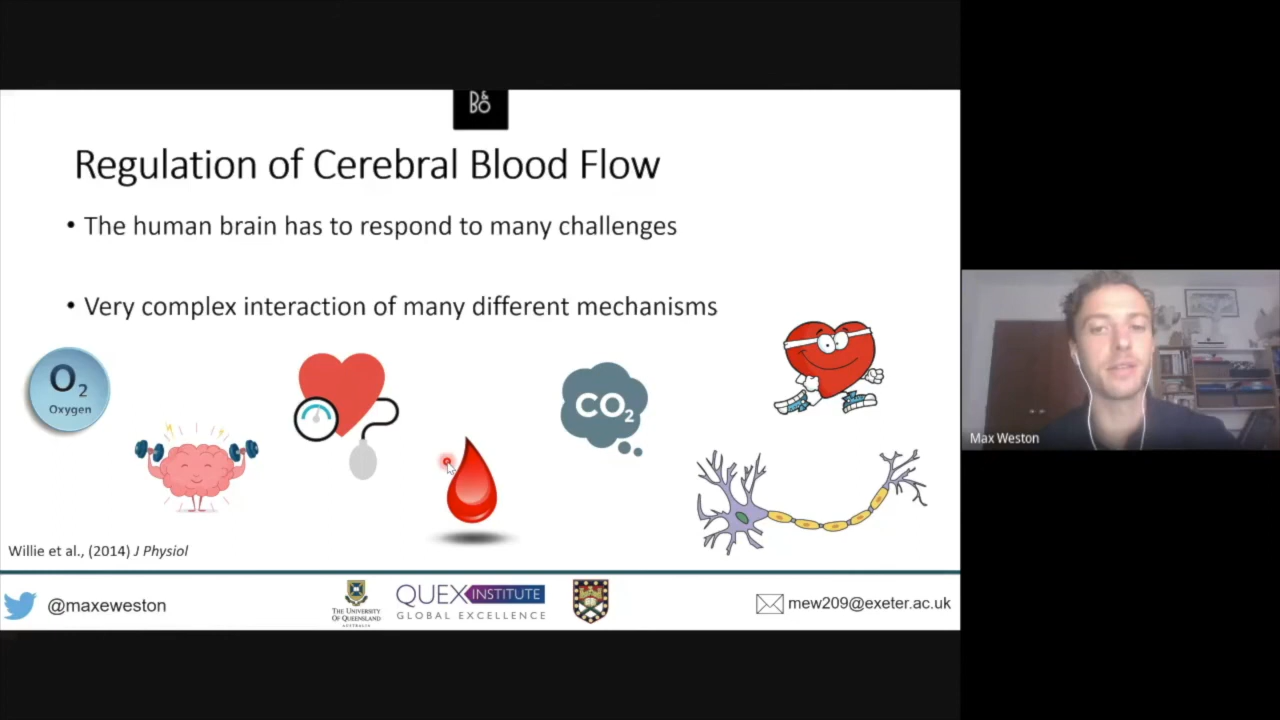 B&O
Regulation of Cerebral Blood Flow
• The human brain has to respond to many challenges
• Very complex interaction of many different mechanisms
O2
Oxygen
CO2
Willie et al., (2014) J Physiol
@maxeweston
THE UNIVERSITY
OF QUEENSLAND
AUSTRALIA
QUEX INSTITUTE
GLOBAL EXCELLENCE
mew209@exeter.ac.uk
Max Weston